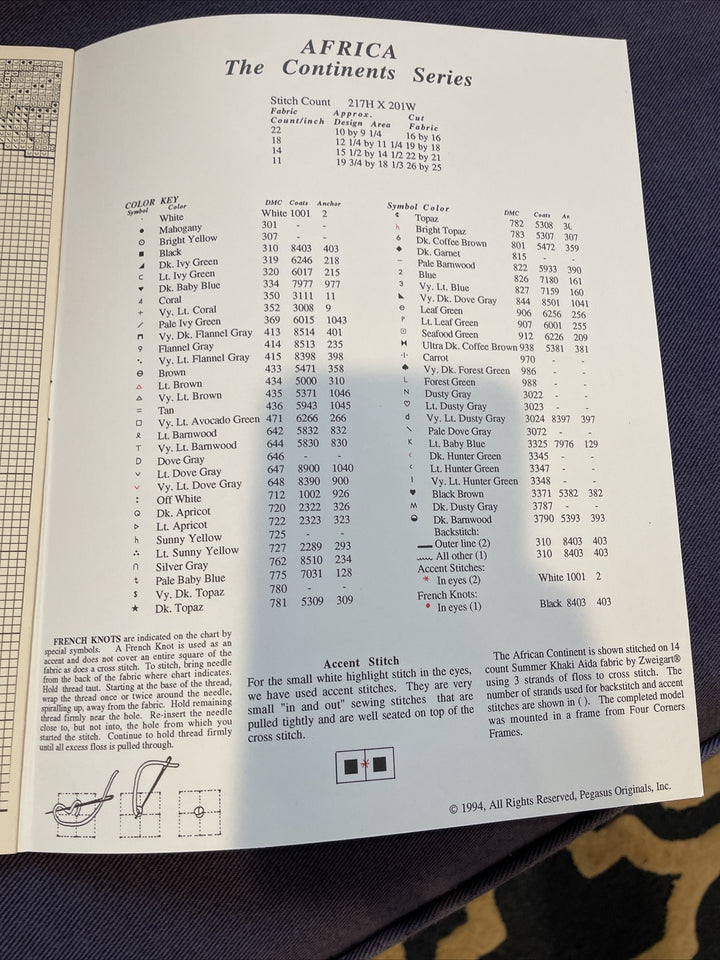 AFRICA
The Continents Series
Stitch Count 217H X 201W
Fabric Count/inch Approx. Design Area Cut Fabric
22 10 by 9 1/4 16 by 16
18 12 1/4 by 11 1/4 19 by 18
14 15 1/2 by 14 1/2 22 by 21
11 19 3/4 by 18 1/3 26 by 25
COLOR KEY
Symbol Color DMC Coats Anchor
White White 1001 2
Mahogany 301 - -
Bright Yellow 307 - -
Black 310 8403 403
Dk. Ivy Green 319 6246 218
Lt. Ivy Green 320 6017 215
Dk. Baby Blue 334 7977 977
Coral 350 3111 11
Vy. Lt. Coral 352 3008 9
Pale Ivy Green 369 6015 1043
Vy. Dk. Flannel Gray 413 8514 401
Flannel Gray 414 8513 235
Vy. Lt. Flannel Gray 415 8398 398
Brown 433 5471 358
Lt. Brown 434 5000 310
Vy. Lt. Brown 435 5371 1046
Tan 436 5943 1045
Vy. Lt. Avocado Green 471 6266 266
Lt. Barnwood 642 5832 832
Vy. Lt. Barnwood 644 5830 830
D Dove Gray 646 - -
Lt. Dove Gray 647 8900 1040
Vy. Lt. Dove Gray 648 8390 900
Off White 712 1002 926
Dk. Apricot 720 2322 326
Lt. Apricot 722 2323 323
h Sunny Yellow 725 - -
Lt. Sunny Yellow 727 2289 293
Silver Gray 762 8510 234
t Pale Baby Blue 775 7031 128
$ Vy. Dk. Topaz 780 - -
★ Dk. Topaz 781 5309 309
Symbol Color DMC Coats An
¢ Topaz 782 5308
h Bright Topaz 783 5307 307
6 Dk. Coffee Brown 801 5472 359
Dk. Garnet 815 - -
Pale Barnwood 822 5933 390
2 Blue 826 7180 161
3 Vy. Lt. Blue 827 7159 160
Vy. Dk. Dove Gray 844 8501 1041
Leaf Green 906 6256 256
P Lt. Leaf Green 907 6001 255
Seafood Green 912 6226 209
Ultra Dk. Coffee Brown 938 5381 381
Carrot 970 - -
♠ Vy. Dk. Forest Green 986 - -
L Forest Green 988 - -
N Dusty Gray 3022 - -
♡ Lt. Dusty Gray 3023 - -
d Vy. Lt. Dusty Gray 3024 8397 397
Pale Dove Gray 3072 - -
K Lt. Baby Blue 3325 7976 129
Dk. Hunter Green 3345 - -
Lt. Hunter Green 3347 - -
Vy. Lt. Hunter Green 3348 - -
♥ Black Brown 3371 5382 382
M Dk. Dusty Gray 3787 - -
Dk. Barnwood 3790 5393 393
Backstitch:
Outer line (2) 310 8403 403
All other (1) 310 8403 403
Accent Stitches:
* In eyes (2) White 1001 2
French Knots:
• In eyes (1) Black 8403 403
FRENCH KNOTS are indicated on the chart by
special symbols. A French Knot is used as an
accent and does not cover an entire square of the
fabric as does a cross stitch. To stitch, bring needle
from the back of the fabric where chart indicates.
Hold thread taut. Starting at the base of the thread,
wrap the thread once or twice around the needle,
spiralling up, away from the fabric. Hold remaining
thread firmly near the hole. Re-insert the needle
close to, but not into, the hole from which you
started the stitch. Continue to hold thread firmly
until all excess floss is pulled through.
Accent Stitch
For the small white highlight stitch in the eyes,
we have used accent stitches. They are very
small "in and out" sewing stitches that are
pulled tightly and are well seated on top of the
cross stitch.
The African Continent is shown stitched on 14
count Summer Khaki Aida fabric by Zweigart®
using 3 strands of floss to cross stitch. The
number of strands used for backstitch and accent
stitches are shown in ( ). The completed model
was mounted in a frame from Four Corners
Frames.
© 1994, All Rights Reserved, Pegasus Originals, Inc.